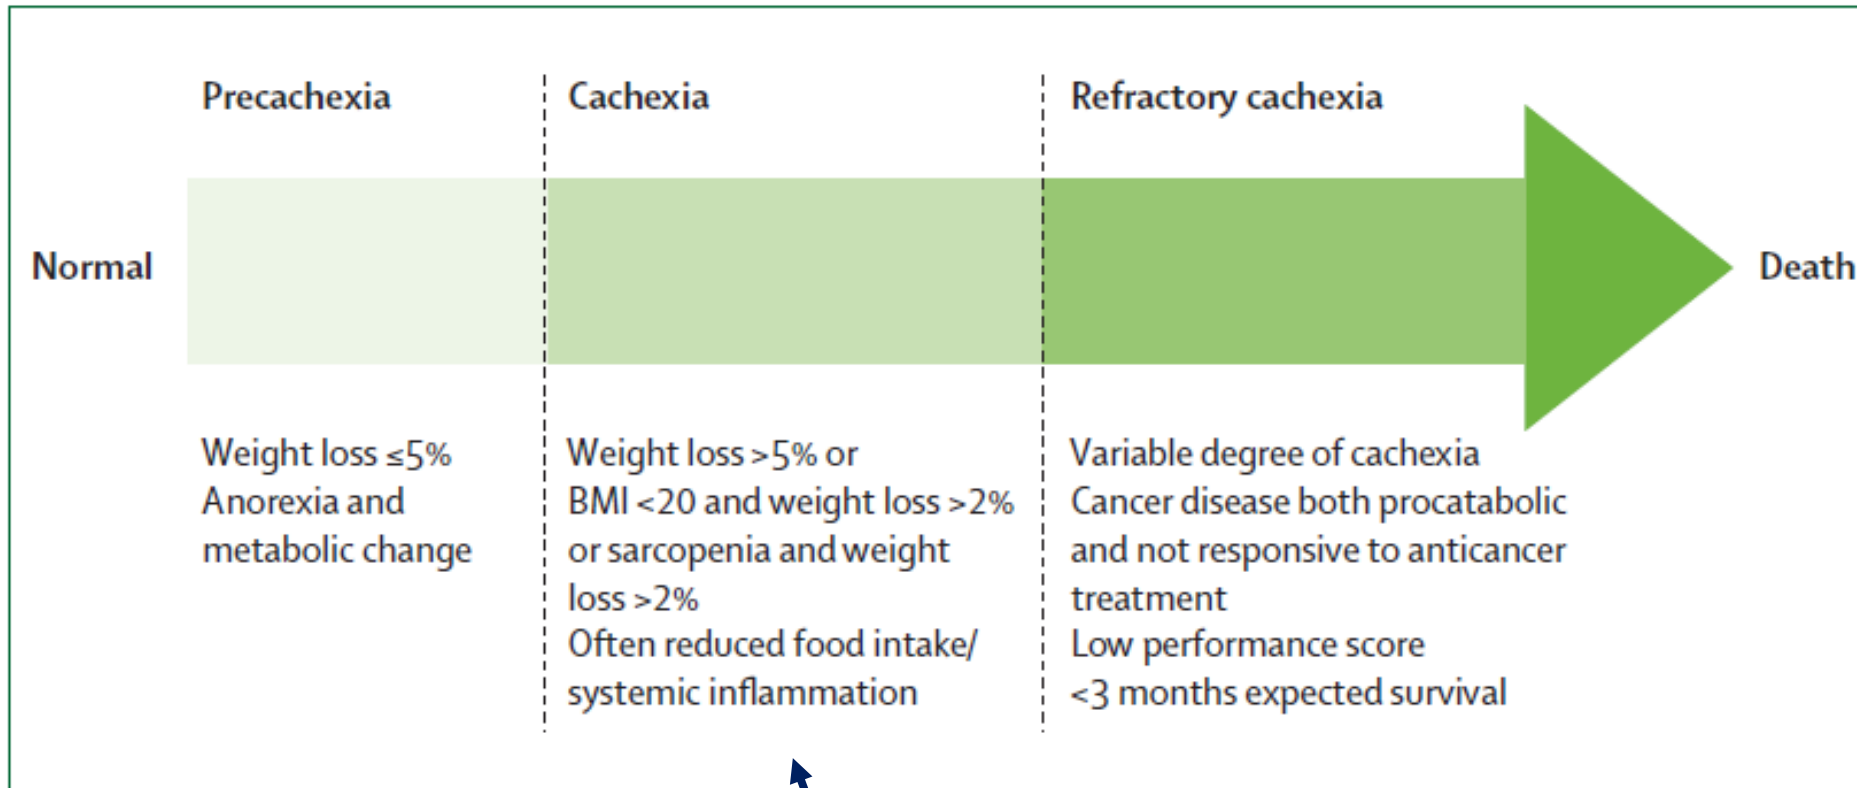 Precachexia
Cachexia
Refractory cachexia
Normal
Death
Weight loss ≤5%
Anorexia and
metabolic change
Weight loss >5% or
BMI <20 and weight loss >2%
or sarcopenia and weight
loss >2%
Often reduced food intake/
systemic inflammation
Variable degree of cachexia
Cancer disease both procatabolic
and not responsive to anticancer
treatment
Low performance score
<3 months expected survival